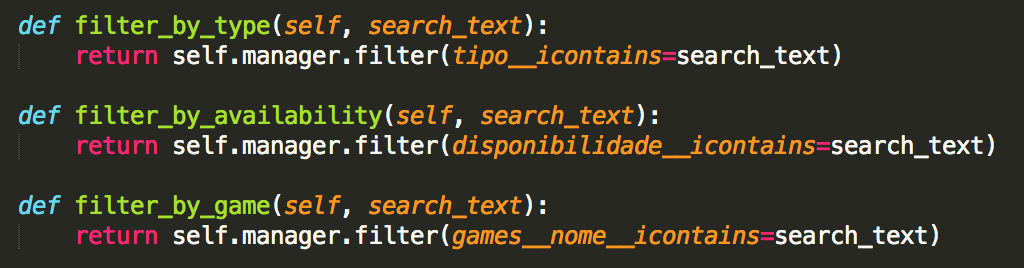 def filter_by_type(self, search_text):
    return self.manager.filter(tipo__icontains=search_text)
def filter_by_availability(self, search_text):
    return self.manager.filter(disponibilidade__icontains=search_text)
def filter_by_game(self, search_text):
    return self.manager.filter(games__nome__icontains=search_text)